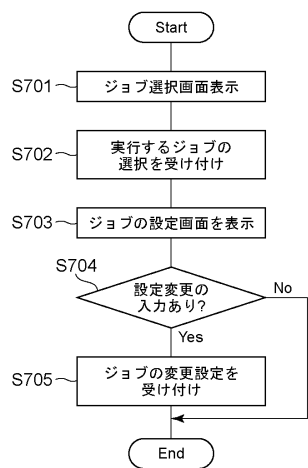 Start
S701
ジョブ選択画面表示
S702
実行するジョブの
選択を受け付け
S703
ジョブの設定画面を表示
S704
設定変更の
入力あり?
No
Yes
S705
ジョブの変更設定を
受け付け
End